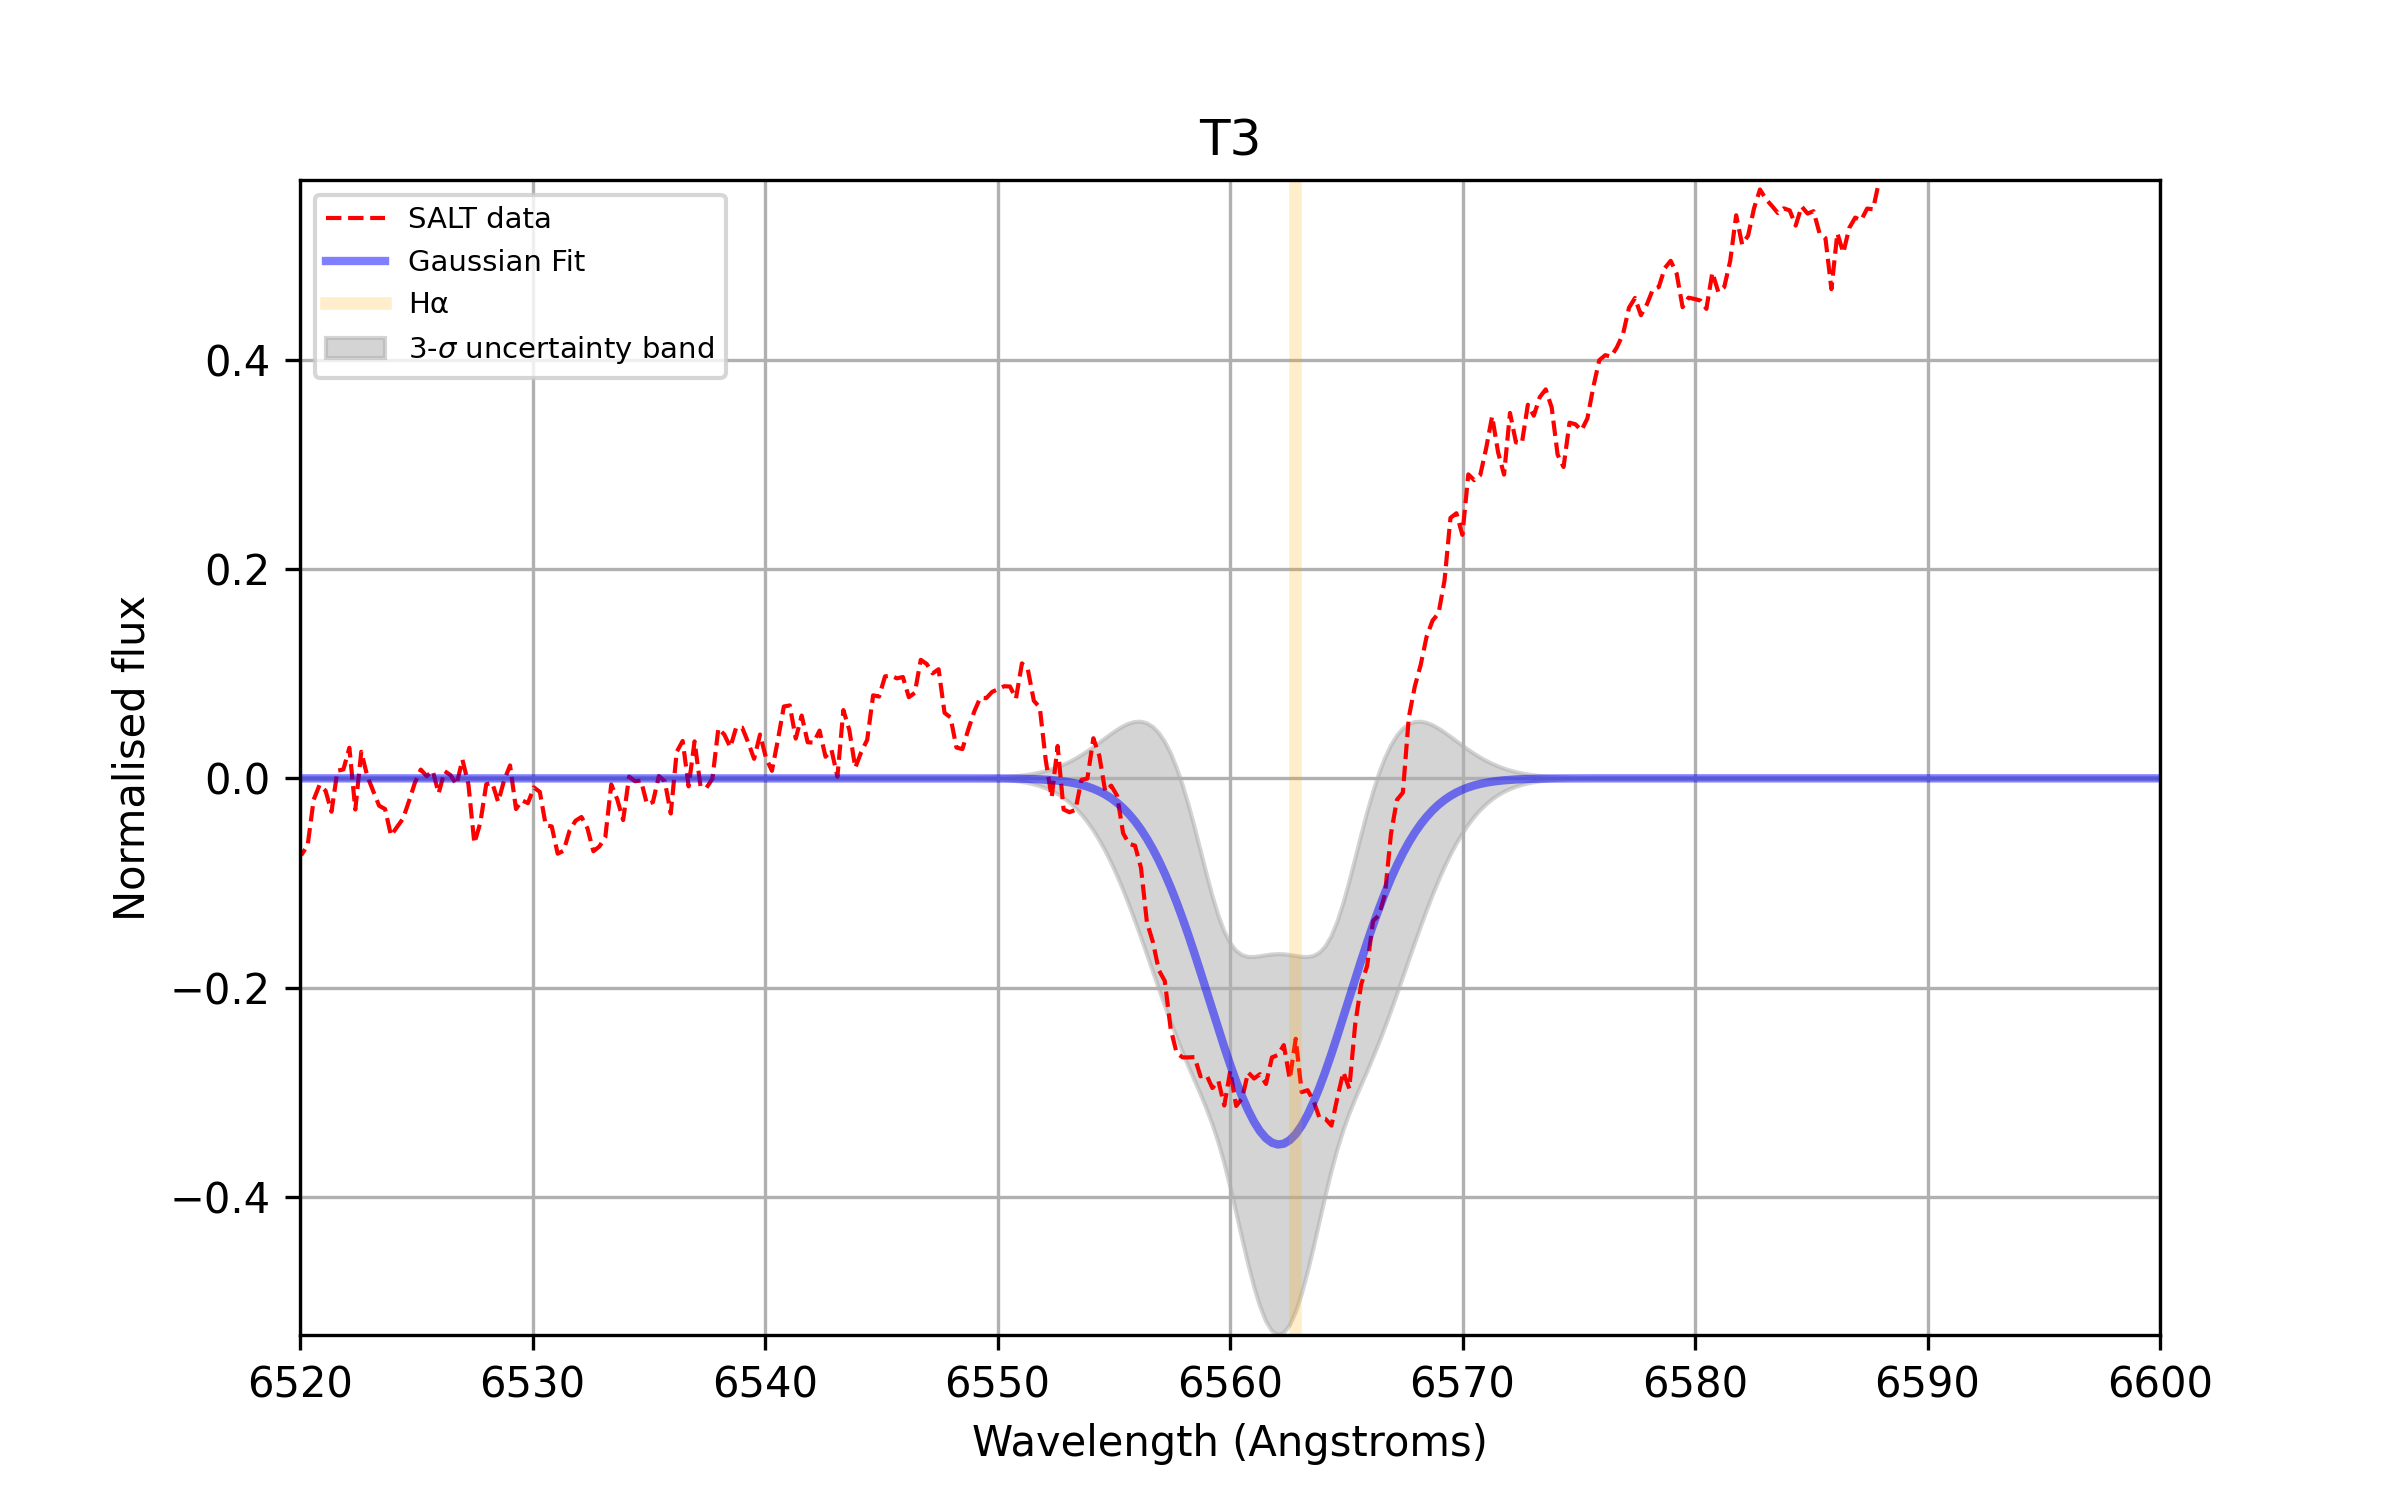 T3
SALT data
Gaussian Fit
Hα
3-σ uncertainty band
0.4
0.2
0.0
−0.2
−0.4
Normalised flux
6520 6530 6540 6550 6560 6570 6580 6590 6600
Wavelength (Angstroms)